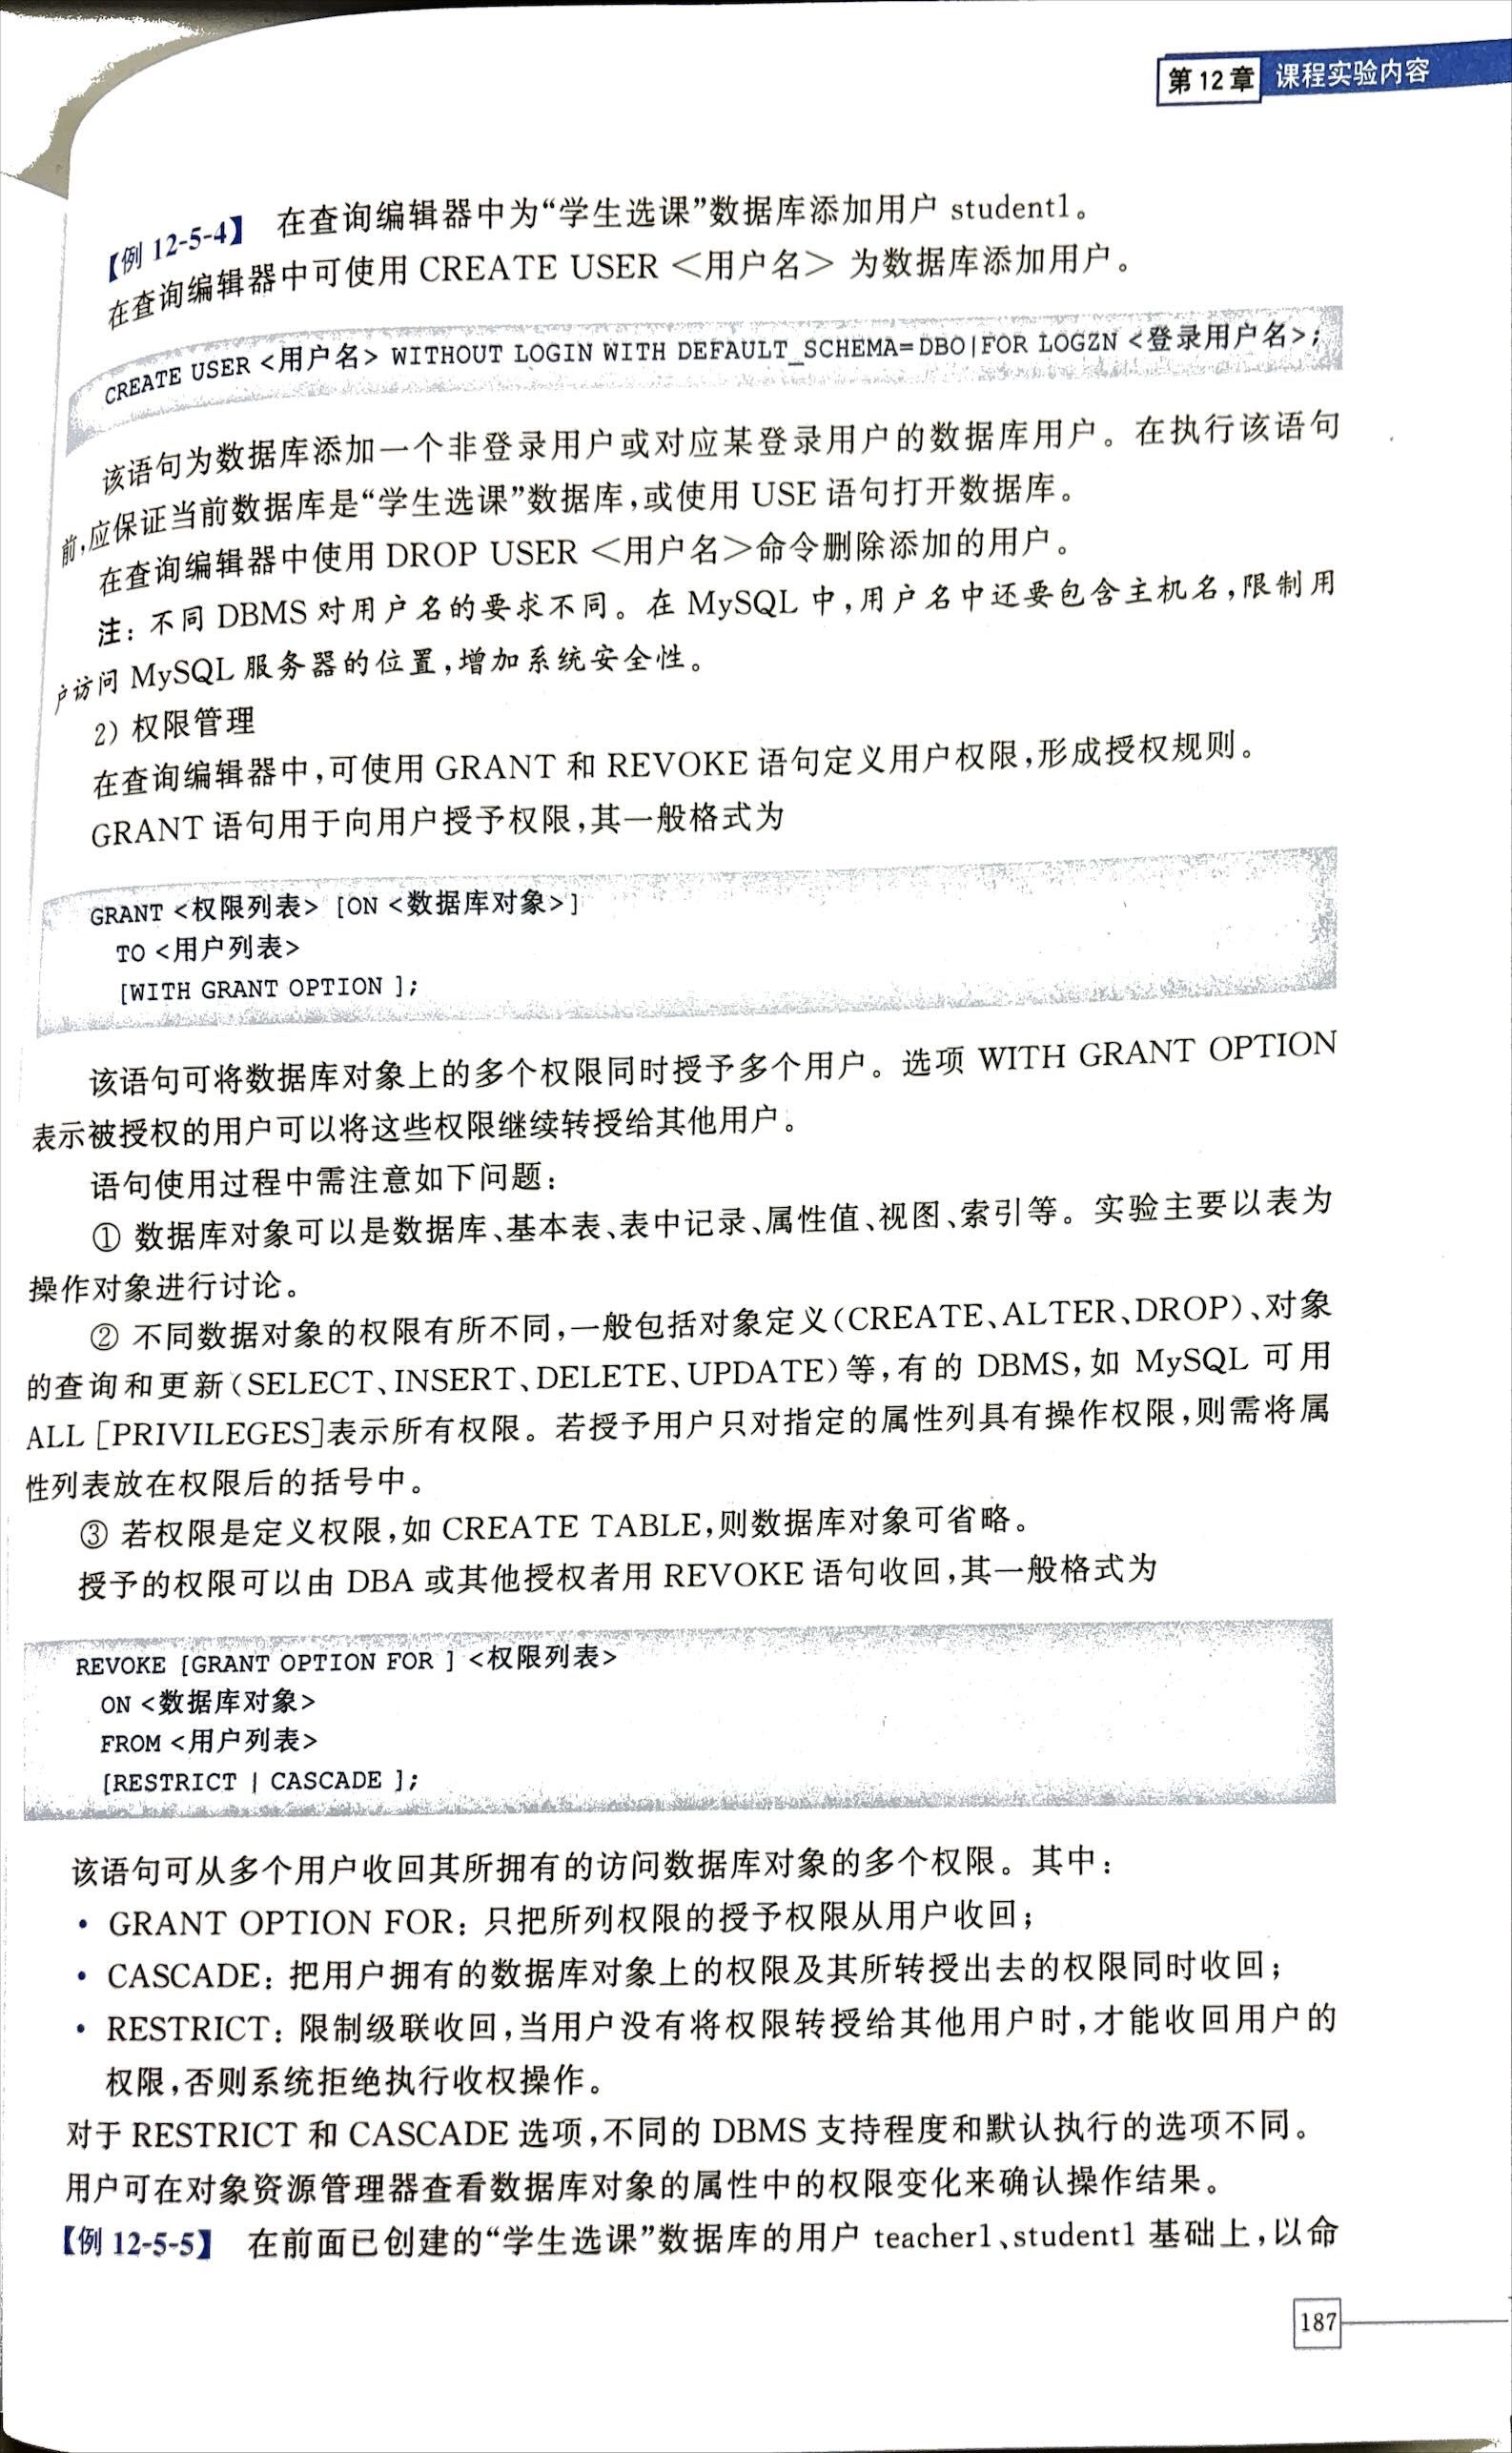 第12章 课程实验内容
【例 12-5-4】 在查询编辑器中为“学生选课”数据库添加用户 student1。
在查询编辑器中可使用 CREATE USER <用户名> 为数据库添加用户。
CREATE USER <用户名> WITHOUT LOGIN WITH DEFAULT_SCHEMA=DBO|FOR LOGZN <登录用户名>;
该语句为数据库添加一个非登录用户或对应某登录用户的数据库用户。在执行该语句
前,应保证当前数据库是“学生选课”数据库,或使用 USE 语句打开数据库。
在查询编辑器中使用 DROP USER <用户名>命令删除添加的用户。
注: 不同 DBMS 对用户名的要求不同。在 MySQL 中,用户名中还要包含主机名,限制用
户访问 MySQL 服务器的位置,增加系统安全性。
2) 权限管理
在查询编辑器中,可使用 GRANT 和 REVOKE 语句定义用户权限,形成授权规则。
GRANT 语句用于向用户授予权限,其一般格式为
GRANT <权限列表> [ON <数据库对象>]
TO <用户列表>
[WITH GRANT OPTION ];
该语句可将数据库对象上的多个权限同时授予多个用户。选项 WITH GRANT OPTION
表示被授权的用户可以将这些权限继续转授给其他用户。
语句使用过程中需注意如下问题:
① 数据库对象可以是数据库、基本表、表中记录、属性值、视图、索引等。实验主要以表为
操作对象进行讨论。
② 不同数据对象的权限有所不同,一般包括对象定义(CREATE、ALTER、DROP)、对象
的查询和更新(SELECT、INSERT、DELETE、UPDATE)等,有的 DBMS,如 MySQL 可用
ALL [PRIVILEGES]表示所有权限。若授予用户只对指定的属性列具有操作权限,则需将属
性列表放在权限后的括号中。
③ 若权限是定义权限,如 CREATE TABLE,则数据库对象可省略。
授予的权限可以由 DBA 或其他授权者用 REVOKE 语句收回,其一般格式为
REVOKE [GRANT OPTION FOR ] <权限列表>
ON <数据库对象>
FROM <用户列表>
[RESTRICT | CASCADE ];
该语句可从多个用户收回其所拥有的访问数据库对象的多个权限。其中:
• GRANT OPTION FOR: 只把所列权限的授予权限从用户收回;
• CASCADE: 把用户拥有的数据库对象上的权限及其所转授出去的权限同时收回;
• RESTRICT: 限制级联收回,当用户没有将权限转授给其他用户时,才能收回用户的
权限,否则系统拒绝执行收权操作。
对于 RESTRICT 和 CASCADE 选项,不同的 DBMS 支持程度和默认执行的选项不同。
用户可在对象资源管理器查看数据库对象的属性中的权限变化来确认操作结果。
【例 12-5-5】 在前面已创建的“学生选课”数据库的用户 teacher1、student1 基础上,以命
187